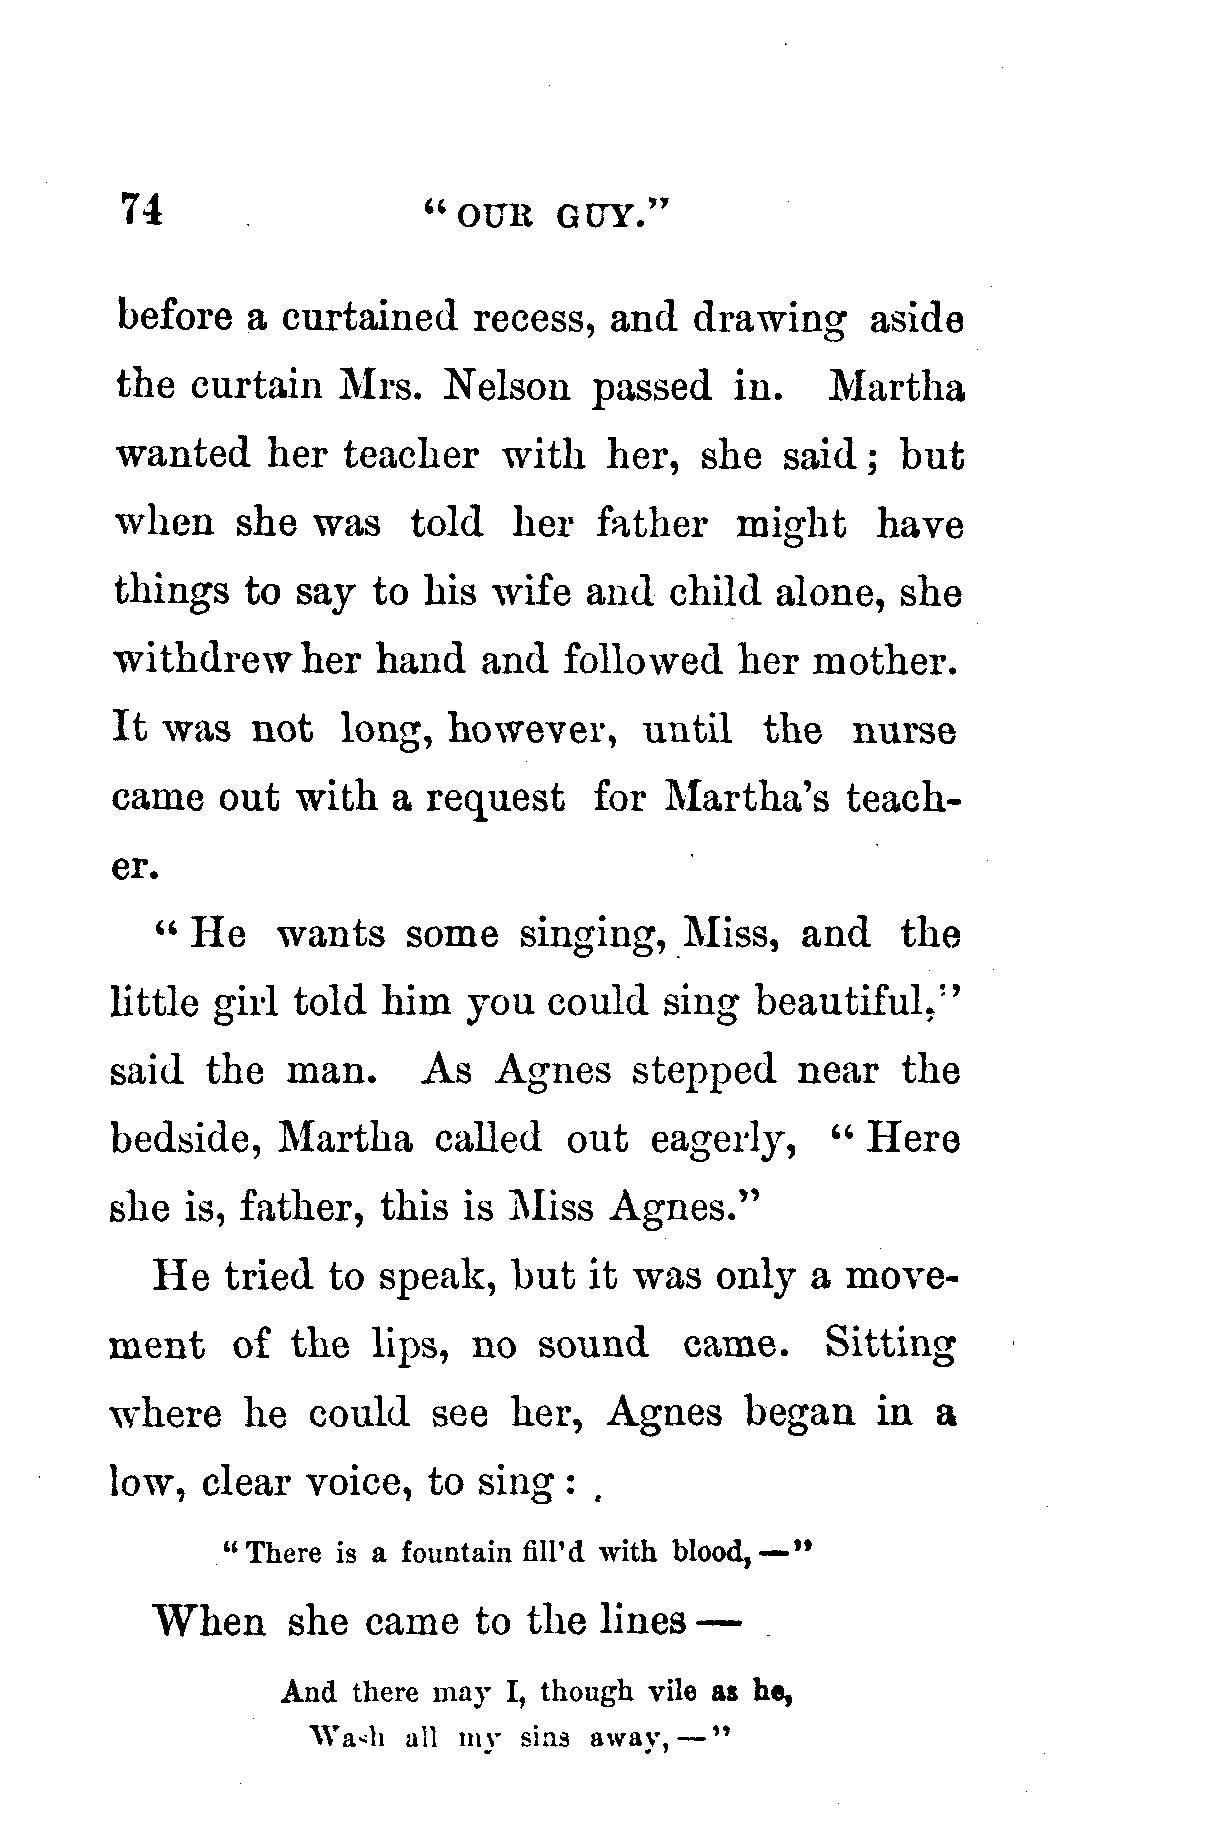 74 “ OUR GUY.”
before a curtained recess, and drawing aside
the curtain Mrs. Nelson passed in. Martha
wanted her teacher with her, she said ; but
when she was told her father might have
things to say to his wife and child alone, she
withdrew her hand and followed her mother.
It was not long, however, until the nurse
came out with a request for Martha’s teach-
er.
“ He wants some singing, Miss, and the
little girl told him you could sing beautiful,”
said the man. As Agnes stepped near the
bedside, Martha called out eagerly, “ Here
she is, father, this is Miss Agnes.”
He tried to speak, but it was only a move-
ment of the lips, no sound came. Sitting
where he could see her, Agnes began in a
low, clear voice, to sing :
“ There is a fountain fill’d with blood, —”
When she came to the lines —
And there may I, though vile as he,
Wash all my sins away, — ”